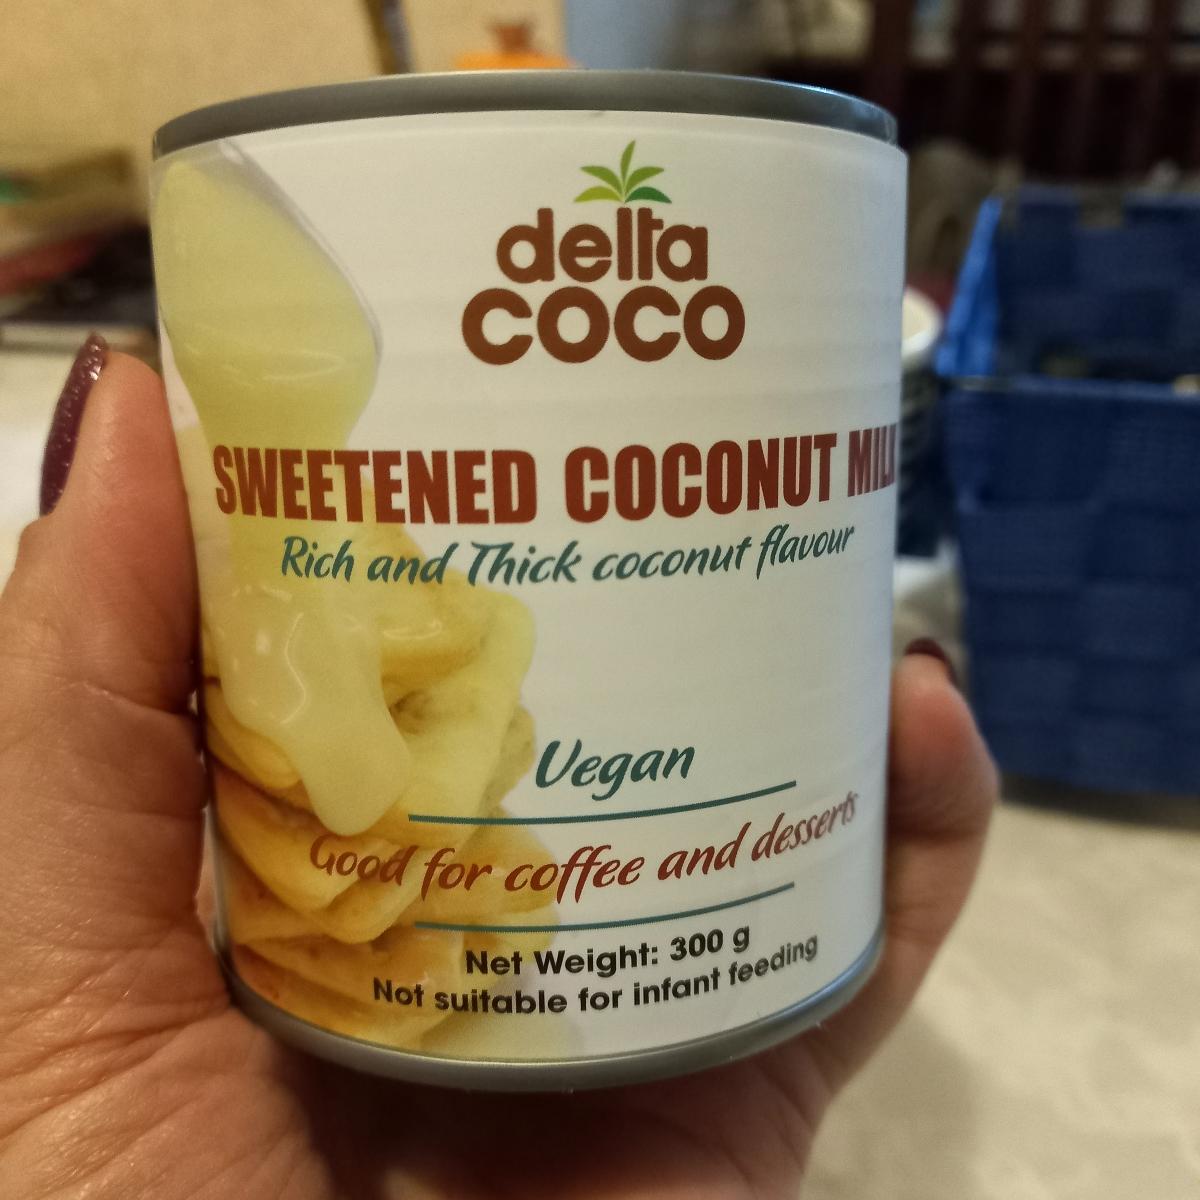 delta
coco
SWEETENED COCONUT MILK
Rich and Thick coconut flavour
Vegan
Good for coffee and desserts
Net Weight: 300 g
Not suitable for infant feeding